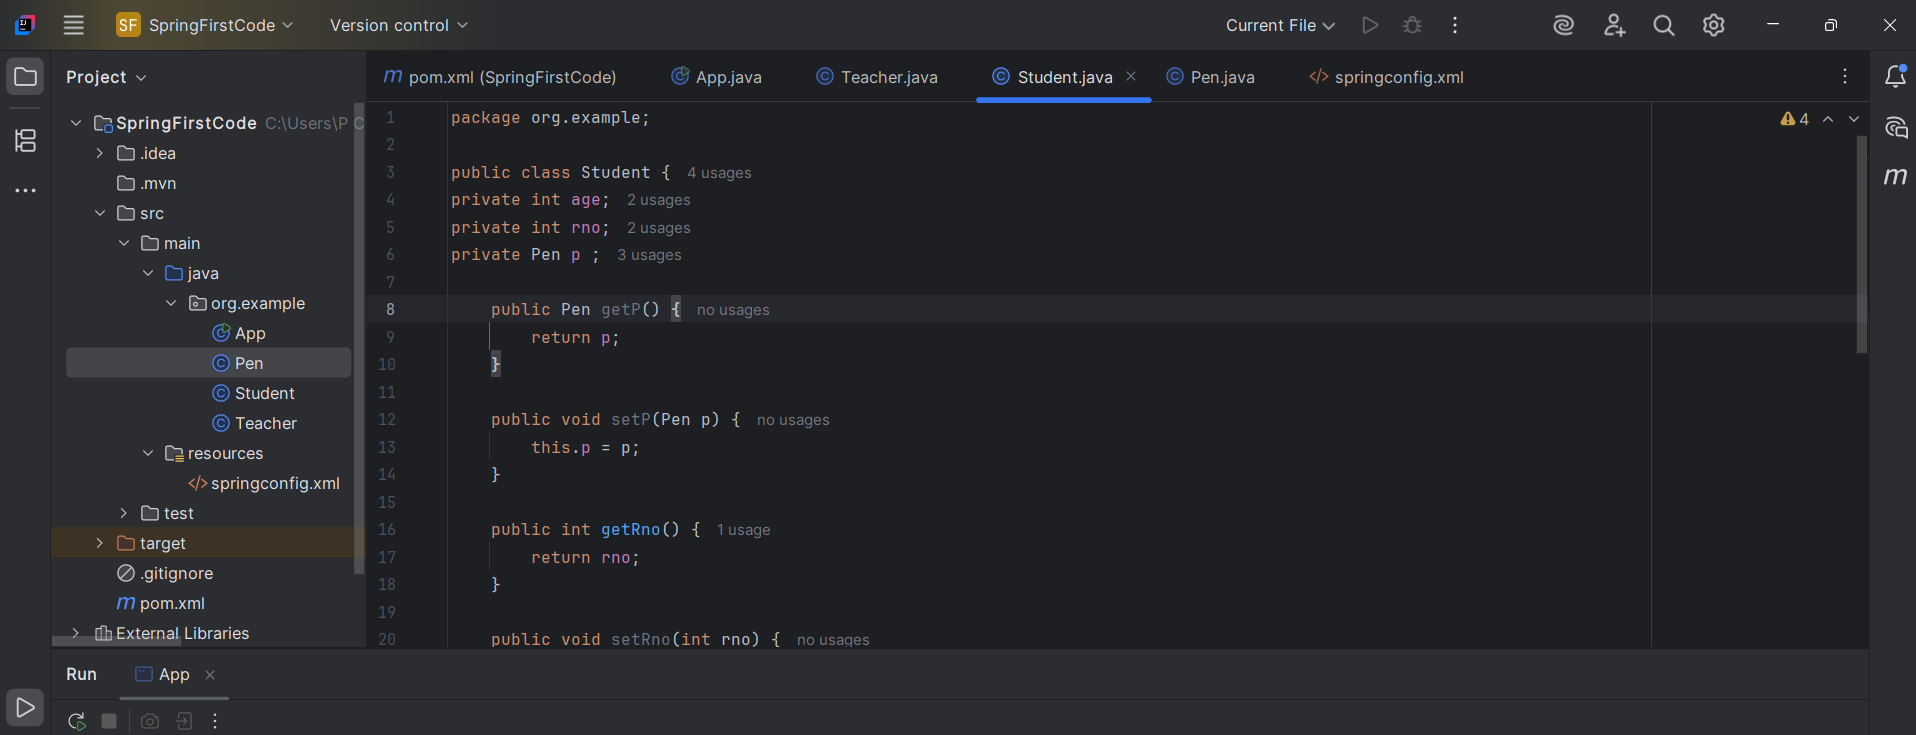 SF SpringFirstCode Version control Current File
Project
SpringFirstCode C:\Users\P C
.idea
.mvn
src
main
java
org.example
App
Pen
Student
Teacher
resources
</> springconfig.xml
test
target
.gitignore
m pom.xml
External Libraries
m pom.xml (SpringFirstCode) App.java Teacher.java Student.java Pen.java </> springconfig.xml
4
1 package org.example;
2
3 public class Student { 4 usages
4 private int age; 2 usages
5 private int rno; 2 usages
6 private Pen p ; 3 usages
7
8 public Pen getP() { no usages
9 return p;
10 }
11
12 public void setP(Pen p) { no usages
13 this.p = p;
14 }
15
16 public int getRno() { 1 usage
17 return rno;
18 }
19
20 public void setRno(int rno) { no usages
m
Run App